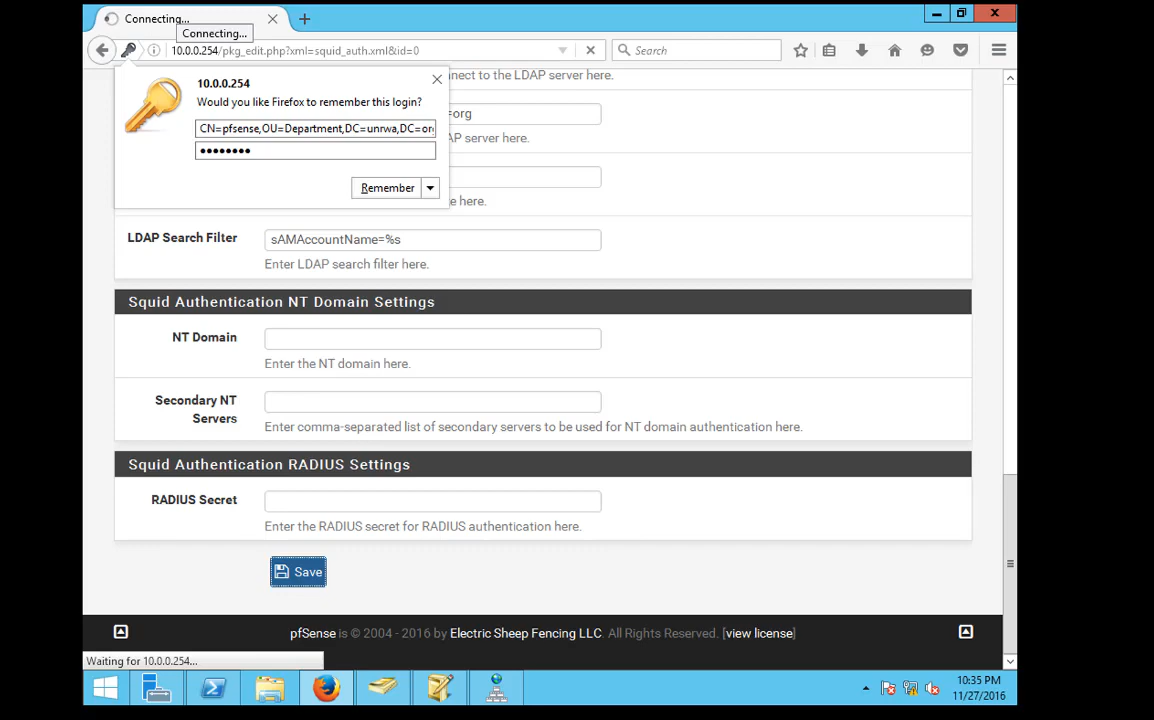 Connecting...
Connecting...
10.0.0.254/pkg_edit.php?xml=squid_auth.xml&id=0
Search
10.0.0.254
Would you like Firefox to remember this login?
CN=pfsense,OU=Department,DC=unrwa,DC=or
••••••••
Remember
nnect to the LDAP server here.
=org
AP server here.
e here.
LDAP Search Filter
sAMAccountName=%s
Enter LDAP search filter here.
Squid Authentication NT Domain Settings
NT Domain
Enter the NT domain here.
Secondary NT
Servers
Enter comma-separated list of secondary servers to be used for NT domain authentication here.
Squid Authentication RADIUS Settings
RADIUS Secret
Enter the RADIUS secret for RADIUS authentication here.
Save
pfSense is © 2004 - 2016 by Electric Sheep Fencing LLC. All Rights Reserved. [view license]
Waiting for 10.0.0.254...
10:35 PM
11/27/2016